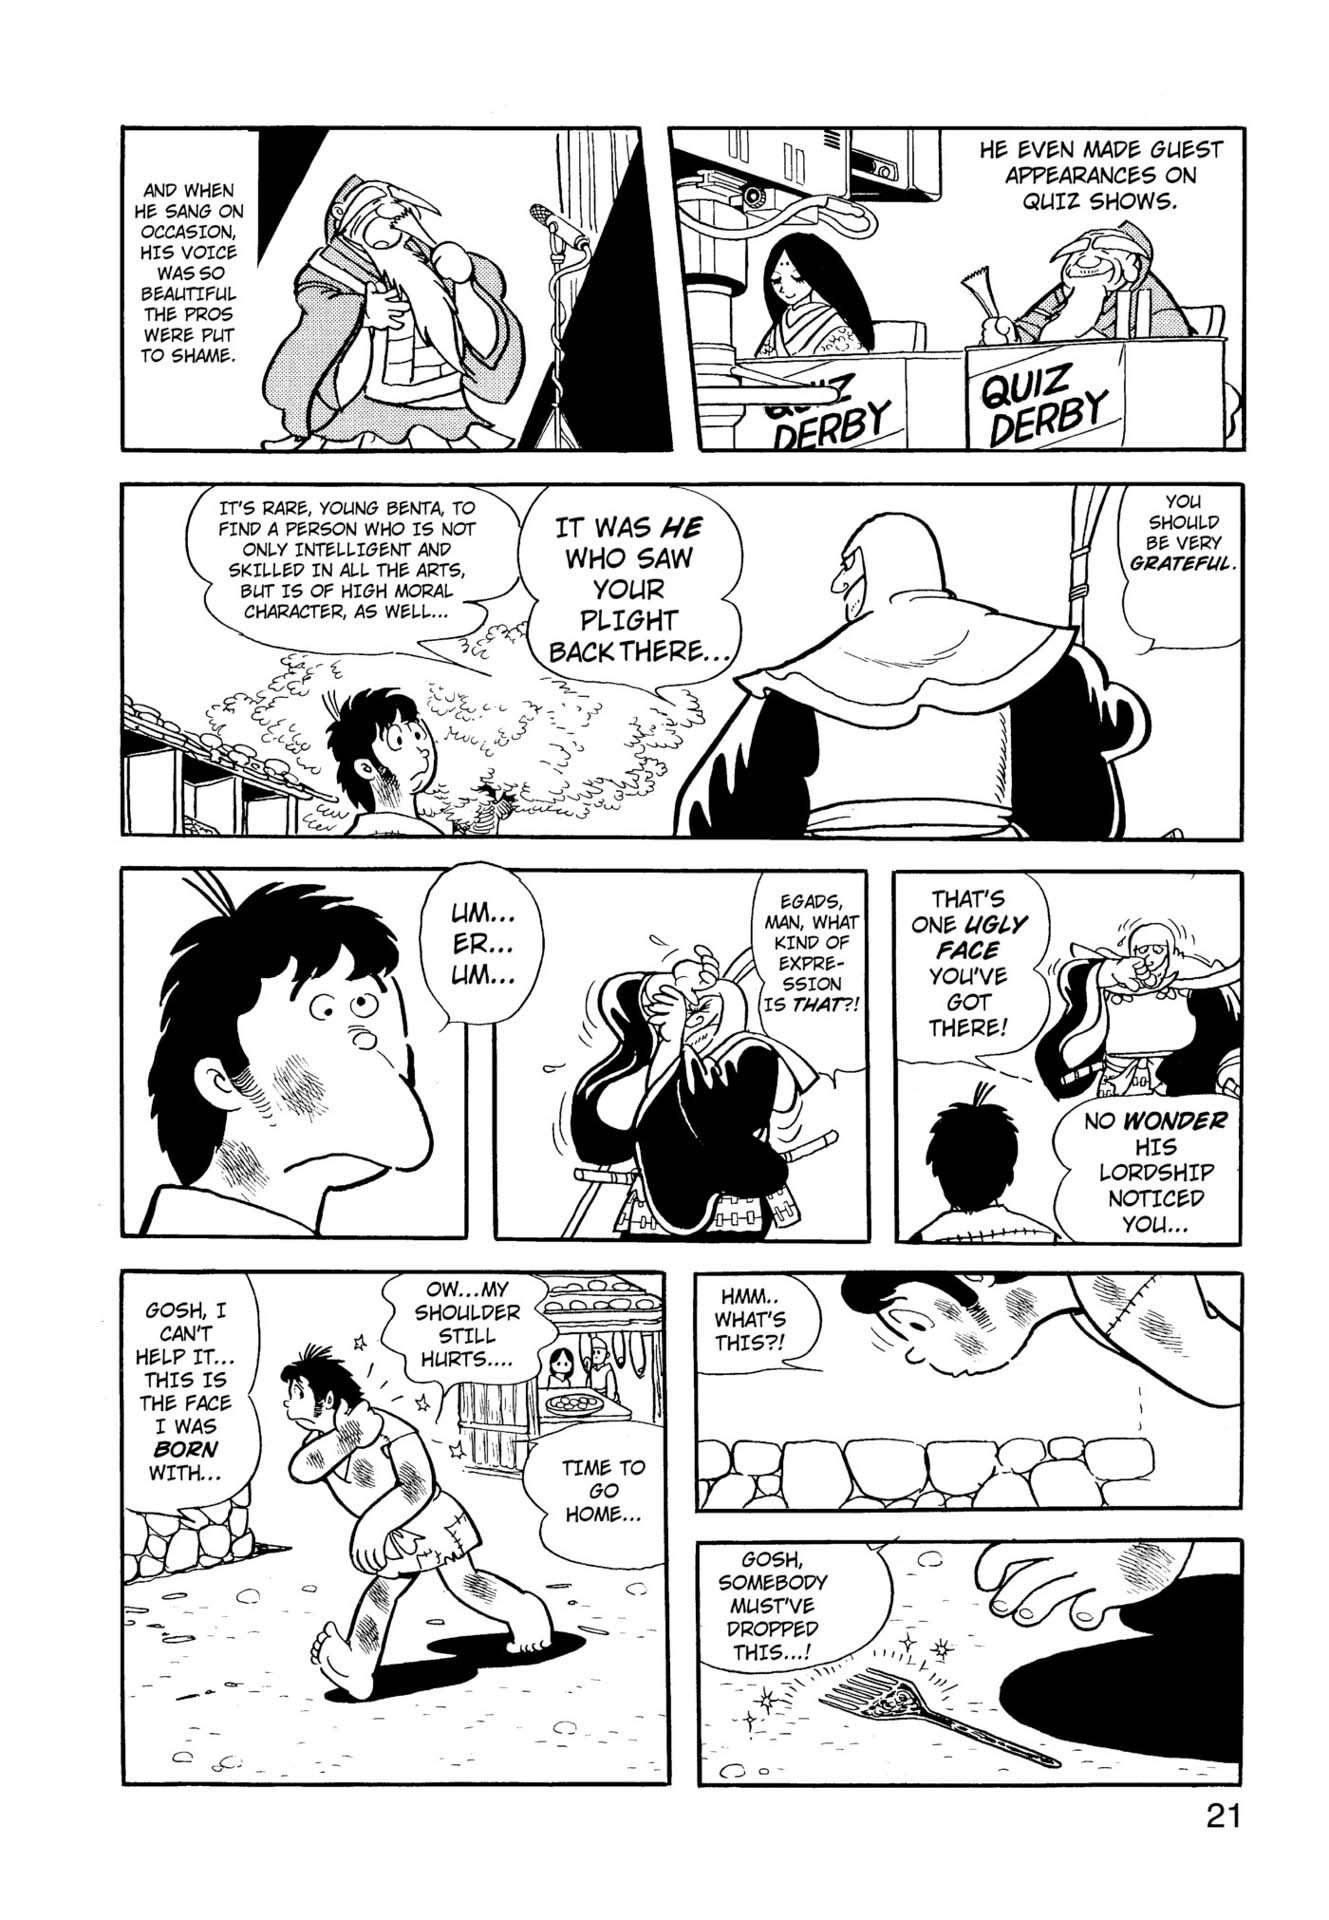 AND WHEN
HE SANG ON
OCCASION,
HIS VOICE
WAS SO
BEAUTIFUL
THE PROS
WERE PUT
TO SHAME.
HE EVEN MADE GUEST
APPEARANCES ON
QUIZ SHOWS.
QUIZ
DERBY
QUIZ
DERBY
IT'S RARE, YOUNG BENTA, TO
FIND A PERSON WHO IS NOT
ONLY INTELLIGENT AND
SKILLED IN ALL THE ARTS,
BUT IS OF HIGH MORAL
CHARACTER, AS WELL...
IT WAS HE
WHO SAW
YOUR
PLIGHT
BACK THERE...
YOU
SHOULD
BE VERY
GRATEFUL.
UM...
ER...
UM...
EGADS,
MAN, WHAT
KIND OF
EXPRE-
SSION
IS THAT?!
THAT'S
ONE UGLY
FACE
YOU'VE
GOT
THERE!
NO WONDER
HIS
LORDSHIP
NOTICED
YOU...
GOSH, I
CAN'T
HELP IT...
THIS IS
THE FACE
I WAS
BORN
WITH...
OW...MY
SHOULDER
STILL
HURTS....
TIME TO
GO
HOME...
HMM..
WHAT'S
THIS?!
GOSH,
SOMEBODY
MUST'VE
DROPPED
THIS...!
21